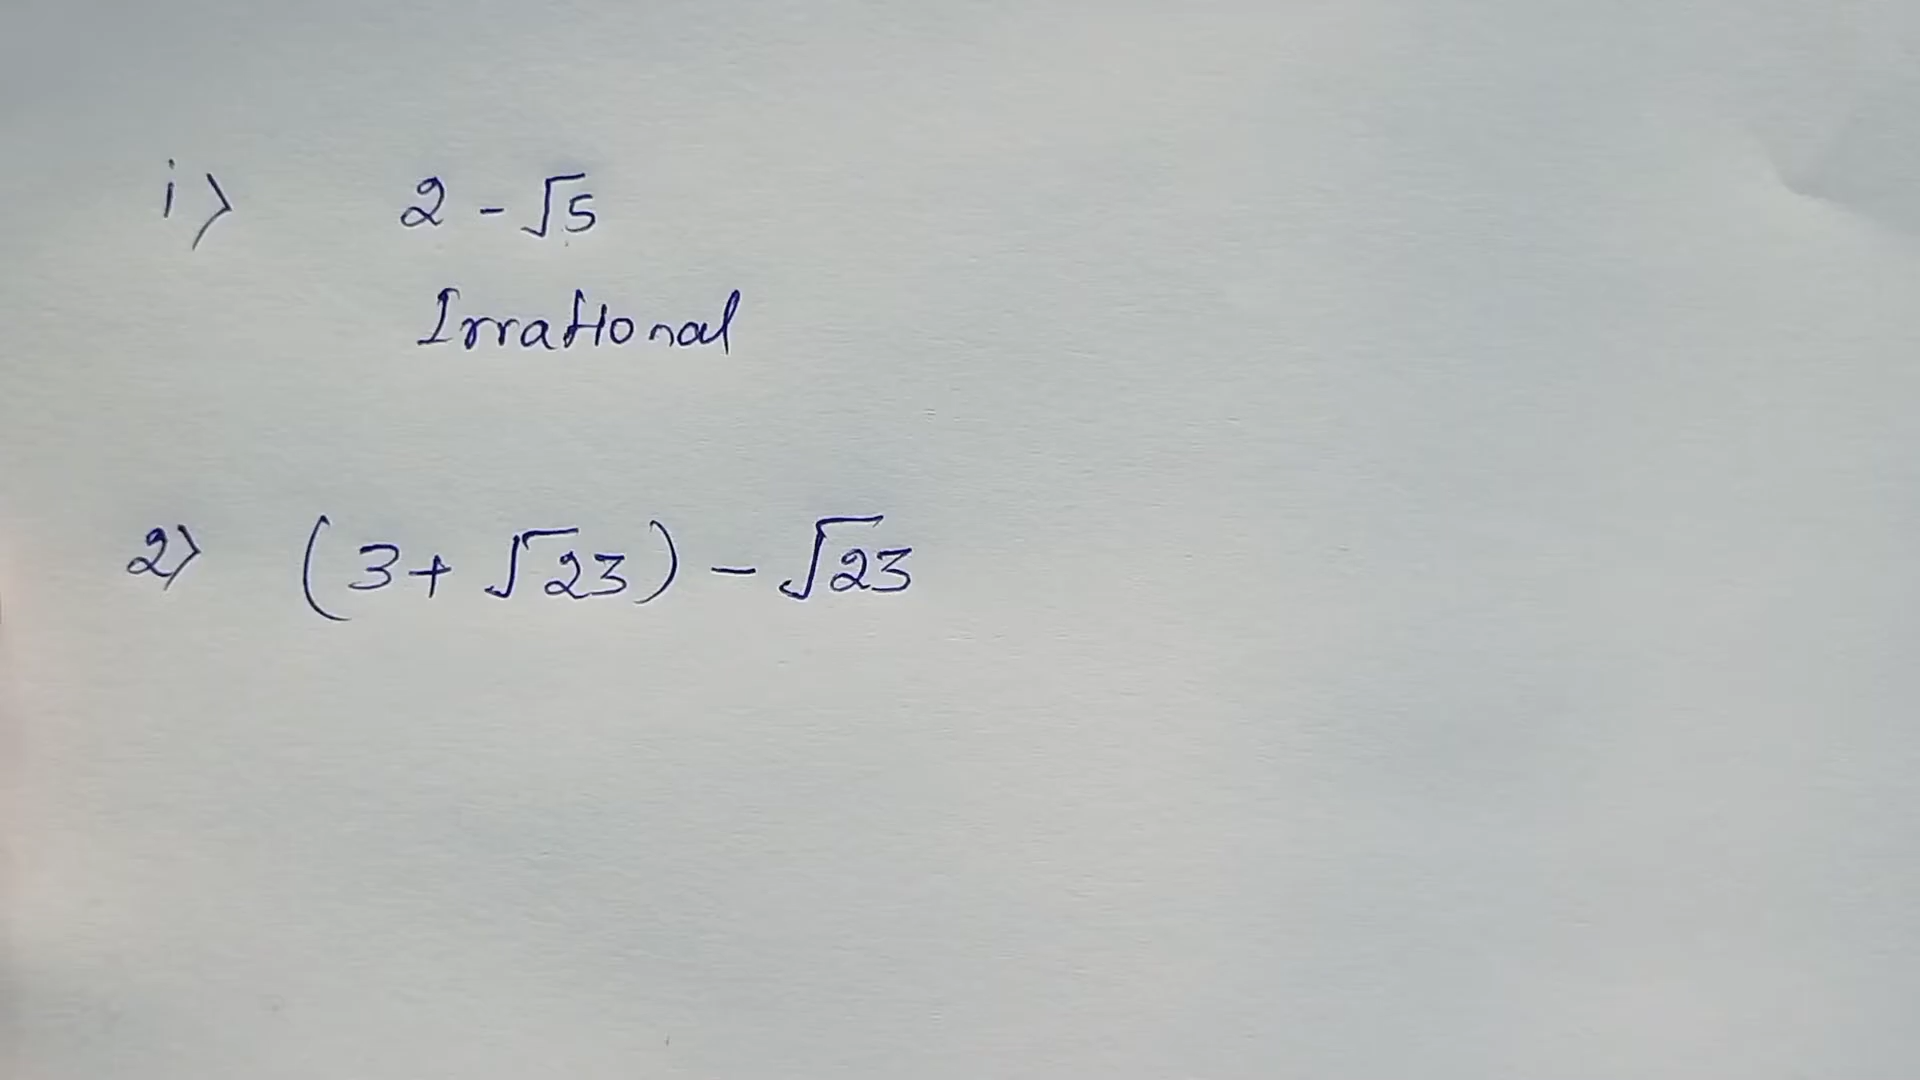 i) 2 - √5
Irrational
2) (3 + √23) - √23